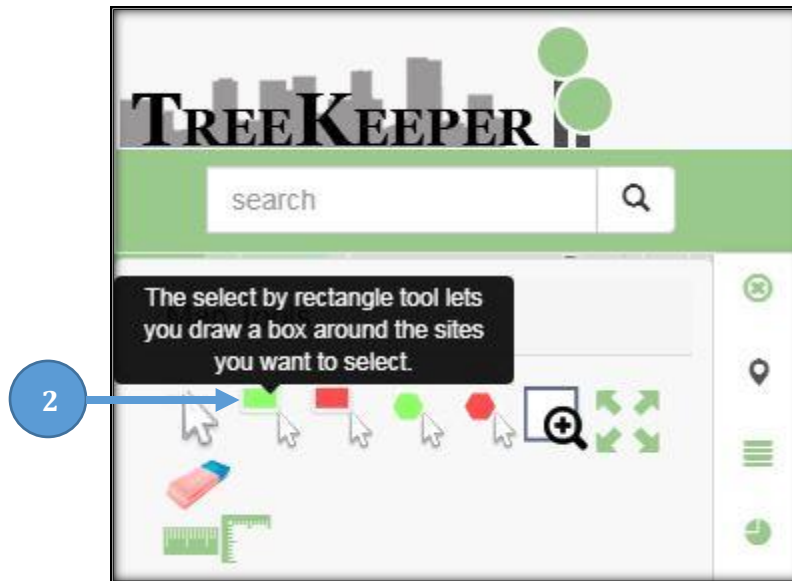 TREEKEEPER
search
The select by rectangle tool lets
you draw a box around the sites
you want to select.
2